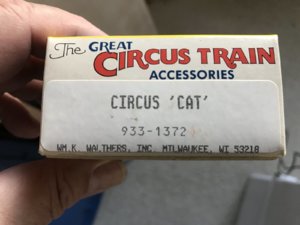 The GREAT
CIRCUS TRAIN
ACCESSORIES
CIRCUS 'CAT'
933-1372
WM.K. WALTHERS, INC. MILWAUKEE, WI 53218